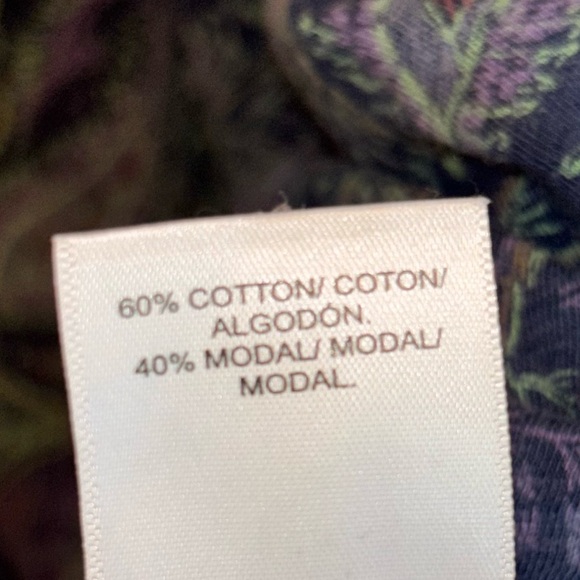 60% COTTON/ COTON/
ALGODÓN.
40% MODAL/ MODAL/
MODAL.